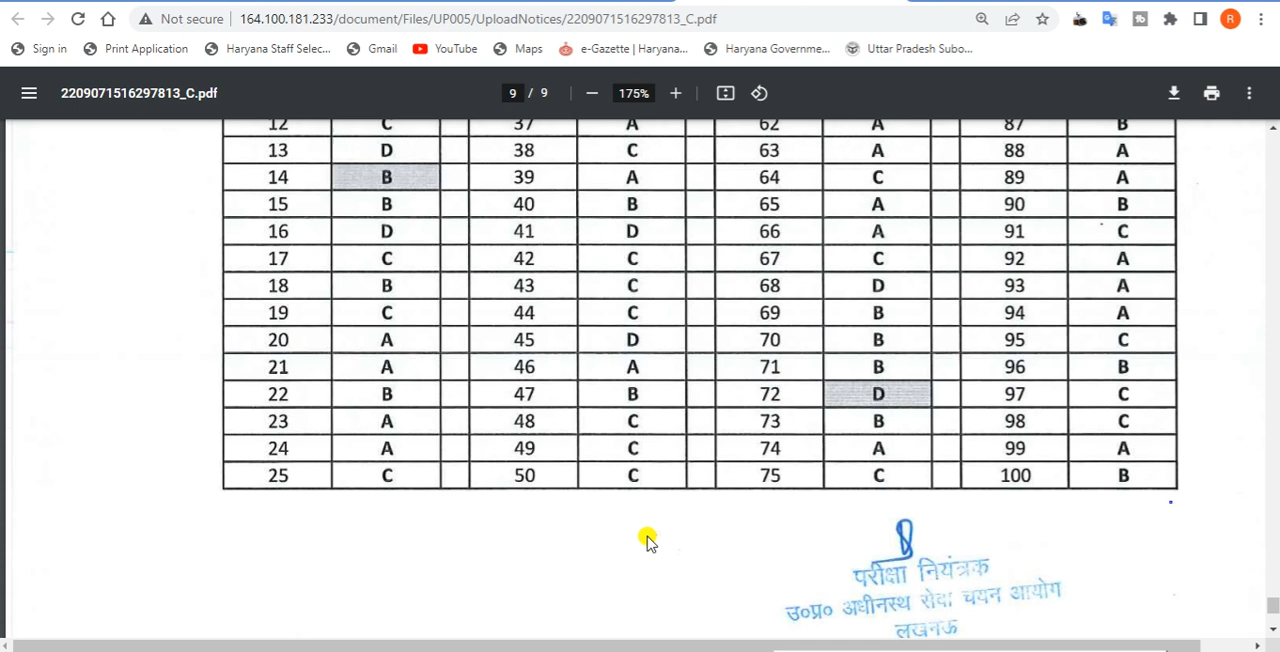 Not secure | 164.100.181.233/document/Files/UP005/UploadNotices/2209071516297813_C.pdf
Sign in Print Application Haryana Staff Selec... Gmail YouTube Maps e-Gazette | Haryana... Haryana Governme... Uttar Pradesh Subo...
2209071516297813_C.pdf 9 / 9 175%
12 C 37 A 62 A 87 B
13 D 38 C 63 A 88 A
14 B 39 A 64 C 89 A
15 B 40 B 65 A 90 B
16 D 41 D 66 A 91 C
17 C 42 C 67 C 92 A
18 B 43 C 68 D 93 A
19 C 44 C 69 B 94 A
20 A 45 D 70 B 95 C
21 A 46 A 71 B 96 B
22 B 47 B 72 D 97 C
23 A 48 C 73 B 98 C
24 A 49 C 74 A 99 A
25 C 50 C 75 C 100 B
परीक्षा नियंत्रक
उ०प्र० अधीनस्थ सेवा चयन आयोग
लखनऊ
R